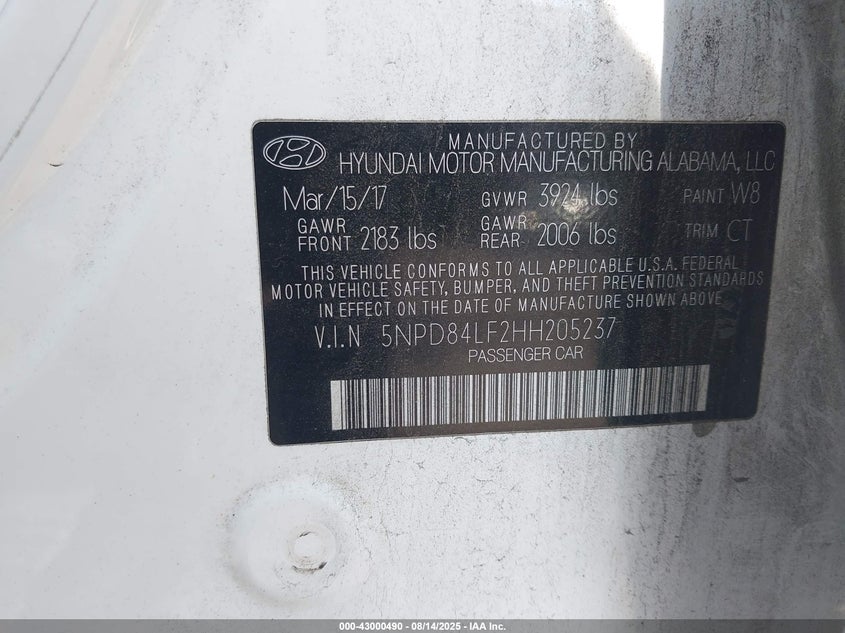 MANUFACTURED BY
HYUNDAI MOTOR MANUFACTURING ALABAMA, LLC
Mar/15/17 GVWR 3924 lbs PAINT W8
GAWR FRONT 2183 lbs GAWR REAR 2006 lbs TRIM CT
THIS VEHICLE CONFORMS TO ALL APPLICABLE U.S.A. FEDERAL
MOTOR VEHICLE SAFETY, BUMPER, AND THEFT PREVENTION STANDARDS
IN EFFECT ON THE DATE OF MANUFACTURE SHOWN ABOVE.
V.I.N 5NPD84LF2HH205237
PASSENGER CAR
000-43000490 - 08/14/2025 - IAA Inc.